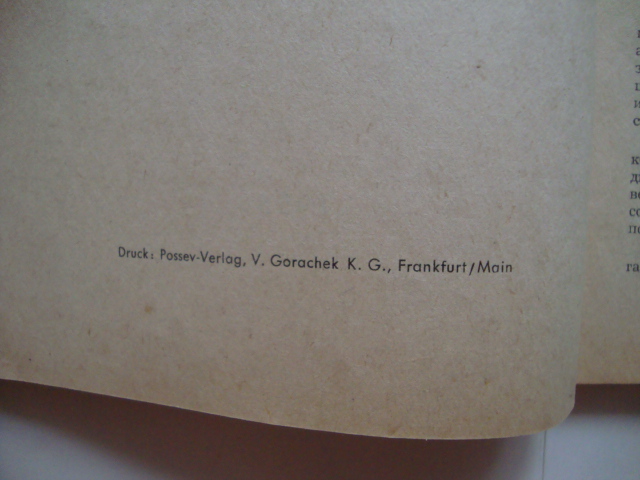 Druck: Possev-Verlag, V. Gorachek K. G., Frankfurt/Main